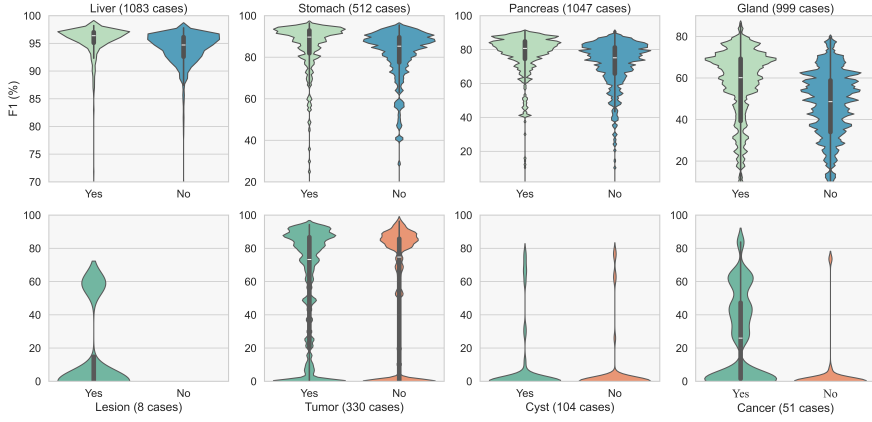 Liver (1083 cases)
Stomach (512 cases)
Pancreas (1047 cases)
Gland (999 cases)
F1 (%)
100
95
90
85
80
75
70
Yes
No
100
80
60
40
20
Yes
No
100
80
60
40
20
Yes
No
80
60
40
20
Yes
No
100
80
60
40
20
0
Yes
No
Lesion (8 cases)
100
80
60
40
20
0
Yes
No
Tumor (330 cases)
100
80
60
40
20
0
Yes
No
Cyst (104 cases)
100
80
60
40
20
0
Yes
No
Cancer (51 cases)